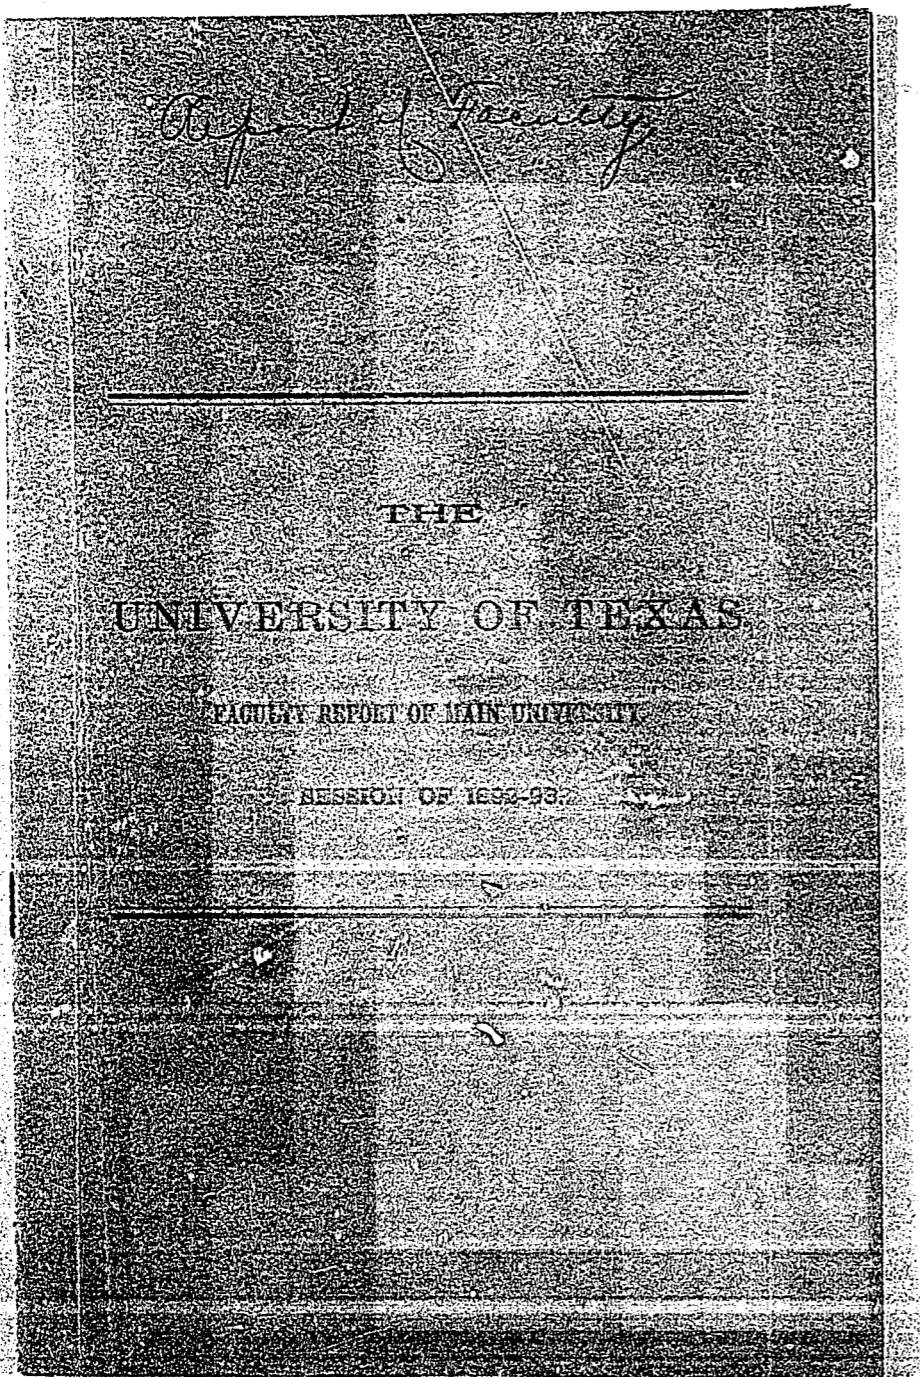 Report of Faculty
THE
UNIVERSITY OF TEXAS
FACULTY REPORT OF MAIN UNIVERSITY.
SESSION OF 1892-93.